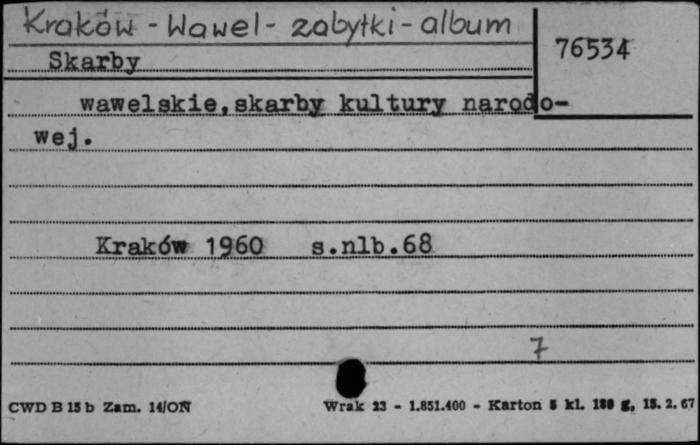 Kraków - Wawel - zabytki - album
76534
Skarby
wawelskie, skarby kultury narodo-
wej.
Kraków 1960 s.nlb.68
7
CWD B 15 b Zam. 14/ON Wrak 23 - 1.851.400 - Karton 5 kl. 180 g, 15. 2. 67